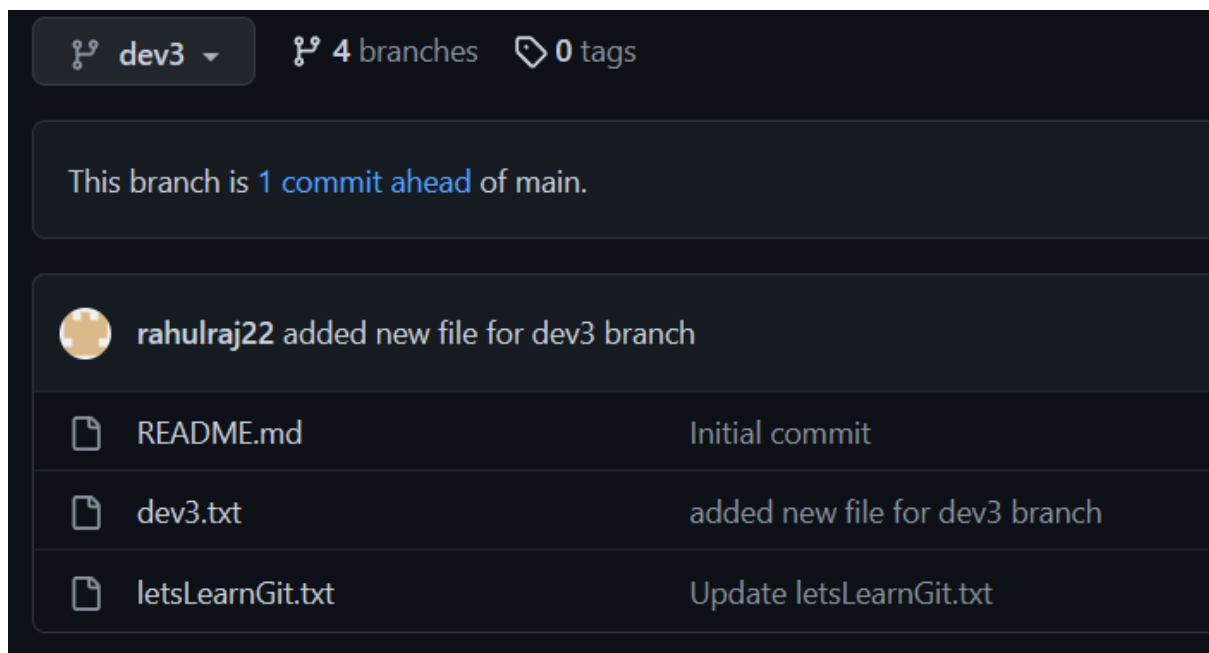 dev3 4 branches 0 tags
This branch is 1 commit ahead of main.
rahulraj22 added new file for dev3 branch
README.md Initial commit
dev3.txt added new file for dev3 branch
letsLearnGit.txt Update letsLearnGit.txt